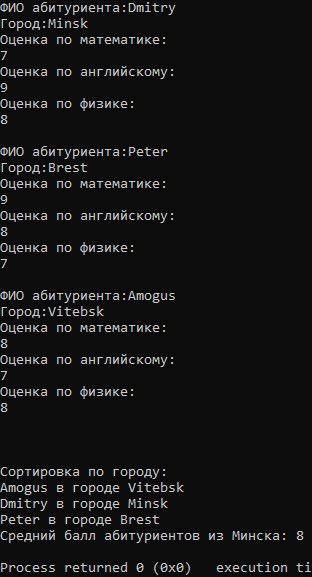 ФИО абитуриента:Dmitry
Город:Minsk
Оценка по математике:
7
Оценка по английскому:
9
Оценка по физике:
8
ФИО абитуриента:Peter
Город:Brest
Оценка по математике:
9
Оценка по английскому:
8
Оценка по физике:
7
ФИО абитуриента:Amogus
Город:Vitebsk
Оценка по математике:
8
Оценка по английскому:
7
Оценка по физике:
8
Сортировка по городу:
Amogus в городе Vitebsk
Dmitry в городе Minsk
Peter в городе Brest
Средний балл абитуриентов из Минска: 8
Process returned 0 (0x0)   execution ti